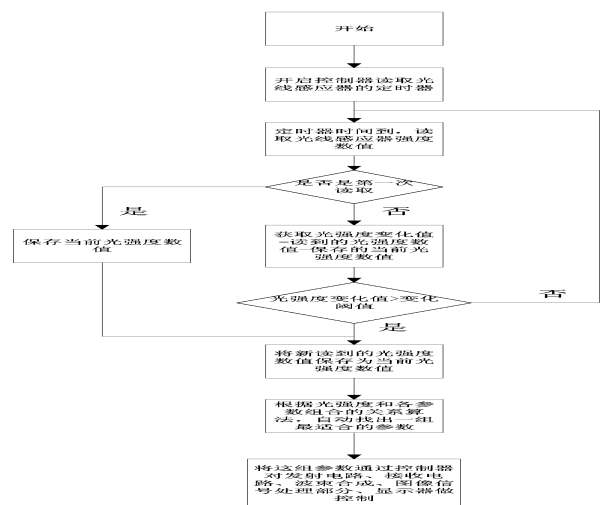 开始
开启控制器读取光
线感应器的定时器
定时器时间到，读
取光线感应器强度
数值
是否是第一次
读取
是
否
保存当前光强度数
值
获取光强度变化值
=读到的光强度数
值-保存的当前光
强度数值
光强度变化值>变化
阈值
否
是
将新读到的光强度
数值保存为当前光
强度数值
根据光强度和各参
数组合的关系算
法，自动找出一组
最适合的参数
将这组参数通过控制器
对发射电路、接收电
路、波束合成、图像信
号处理部分、显示器做
控制